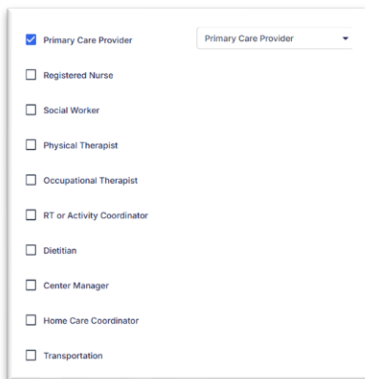 Primary Care Provider Primary Care Provider
Registered Nurse
Social Worker
Physical Therapist
Occupational Therapist
RT or Activity Coordinator
Dietitian
Center Manager
Home Care Coordinator
Transportation